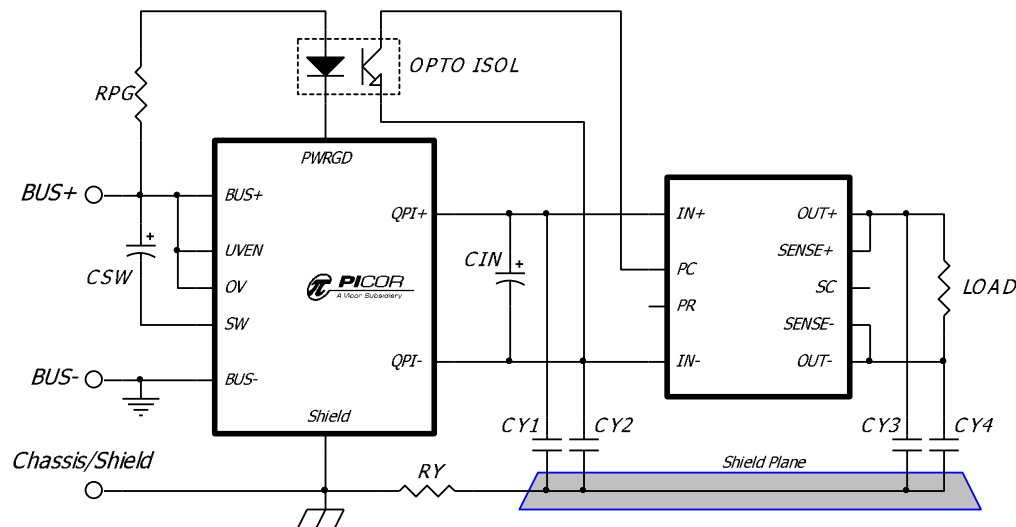 OPTO ISOL
RPG
PWRGD
BUS+
BUS+
QPI+
IN+
OUT+
UVEN
SENSE+
CSW
+
CIN
+
PC
OV
PICOR
A Vicor Subsidiary
SC
LOAD
PR
SW
SENSE-
BUS-
BUS-
QPI-
IN-
OUT-
Shield
CY1
CY2
CY3
CY4
Chassis/Shield
RY
Shield Plane